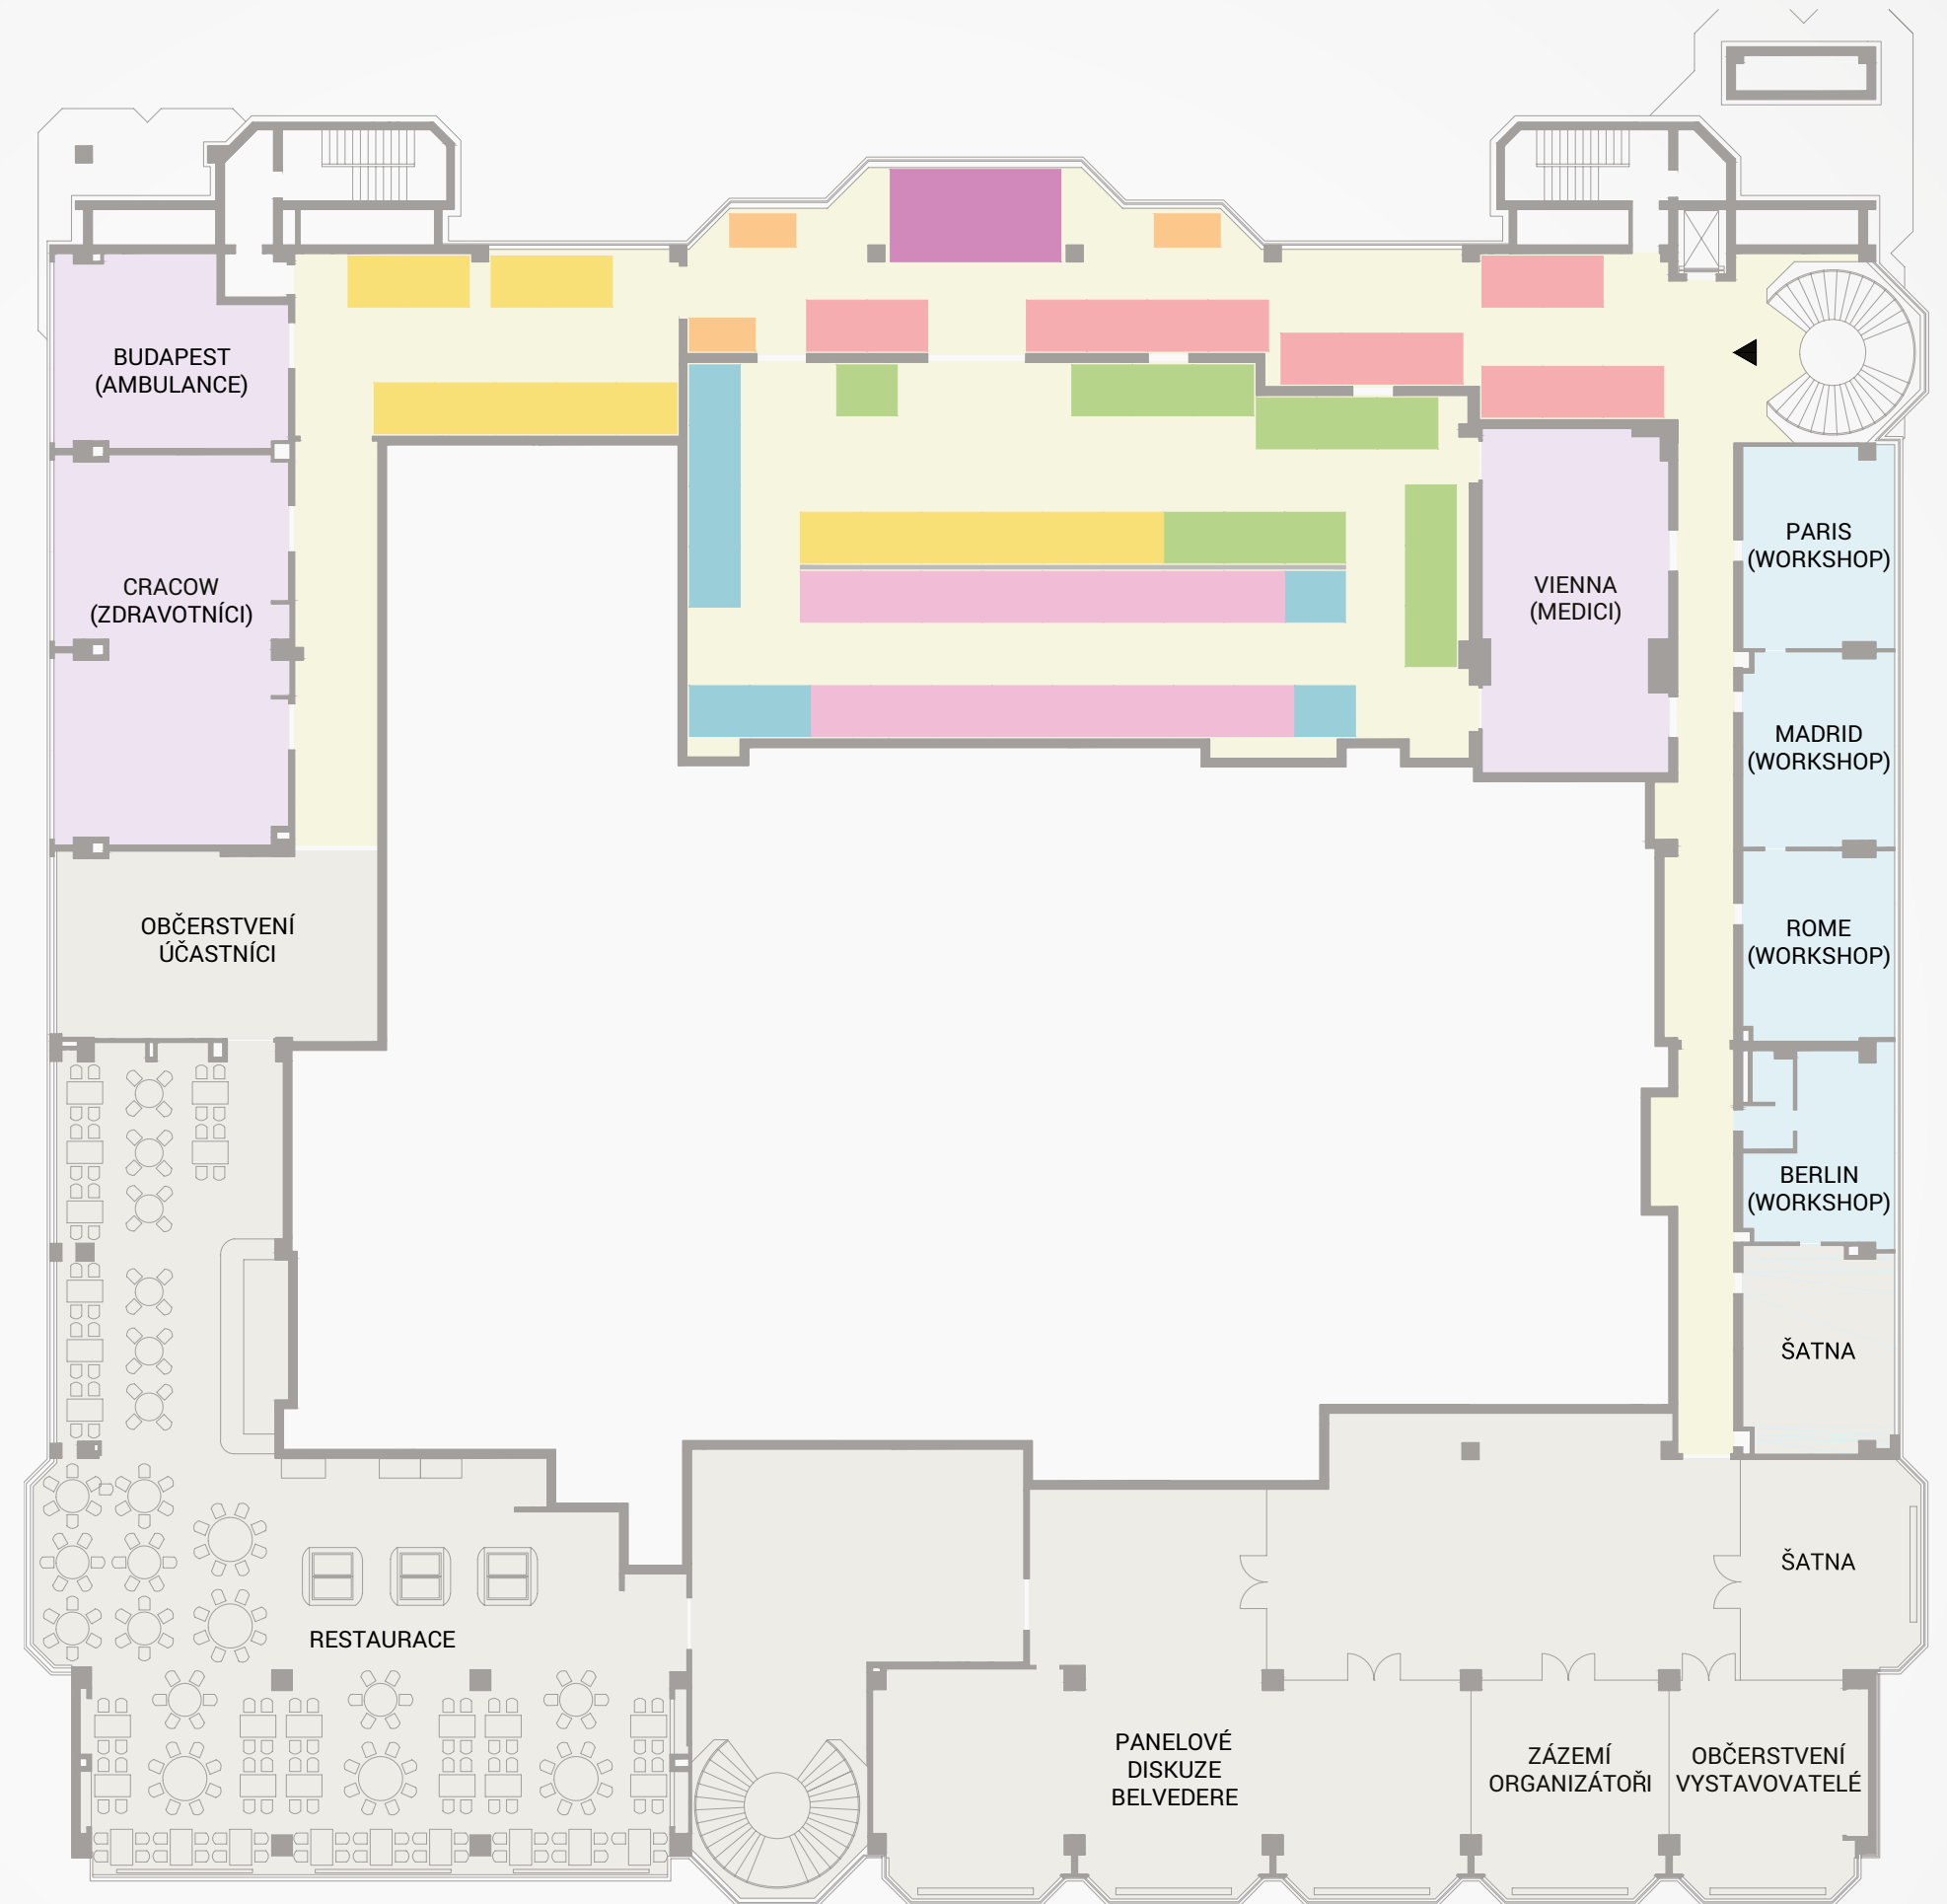 BUDAPEST
(AMBULANCE)
CRACOW
(ZDRAVOTNÍCI)
OBČERSTVENÍ
ÚČASTNÍCI
VIENNA
(MEDICI)
PARIS
(WORKSHOP)
MADRID
(WORKSHOP)
ROME
(WORKSHOP)
BERLIN
(WORKSHOP)
ŠATNA
ŠATNA
RESTAURACE
PANELOVÉ
DISKUZE
BELVEDERE
ZÁZEMÍ
ORGANIZÁTOŘI
OBČERSTVENÍ
VYSTAVOVATELÉ